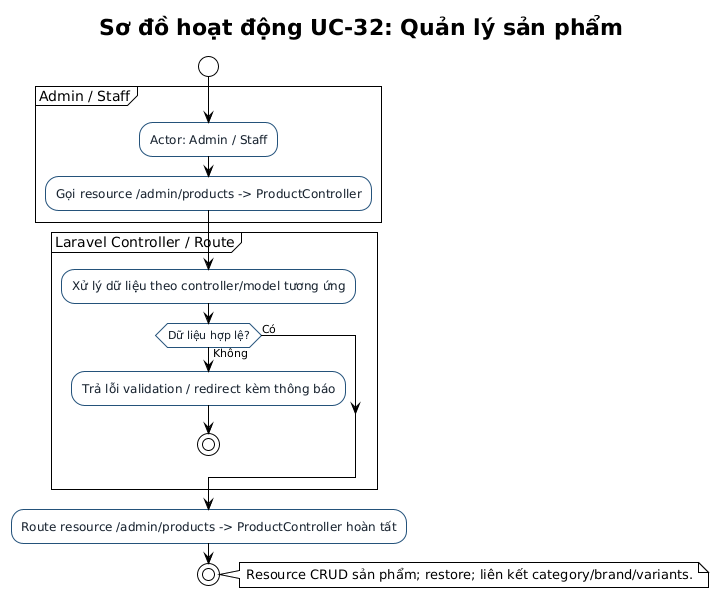 Sơ đồ hoạt động UC-32: Quản lý sản phẩm
Admin / Staff
Actor: Admin / Staff
Gọi resource /admin/products -> ProductController
Laravel Controller / Route
Xử lý dữ liệu theo controller/model tương ứng
Dữ liệu hợp lệ?
Có
Không
Trả lỗi validation / redirect kèm thông báo
Route resource /admin/products -> ProductController hoàn tất
Resource CRUD sản phẩm; restore; liên kết category/brand/variants.